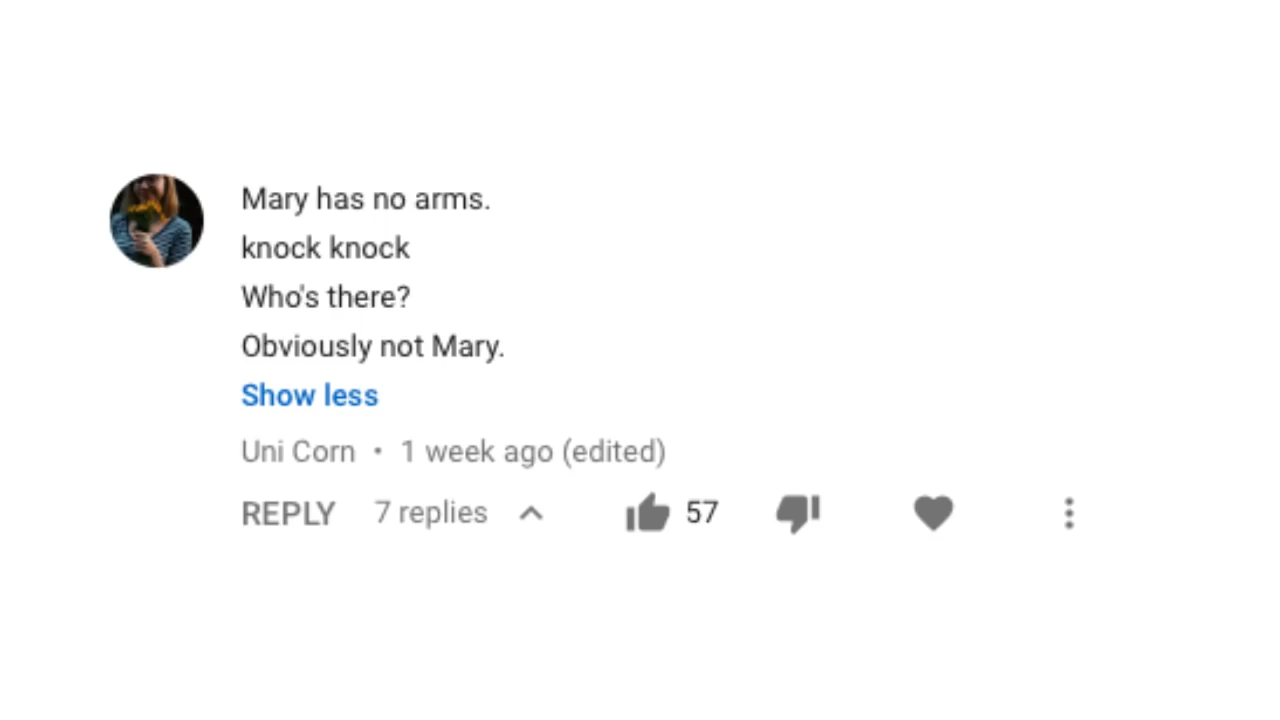 Mary has no arms.
knock knock
Who's there?
Obviously not Mary.
Show less
Uni Corn • 1 week ago (edited)
REPLY 7 replies 57